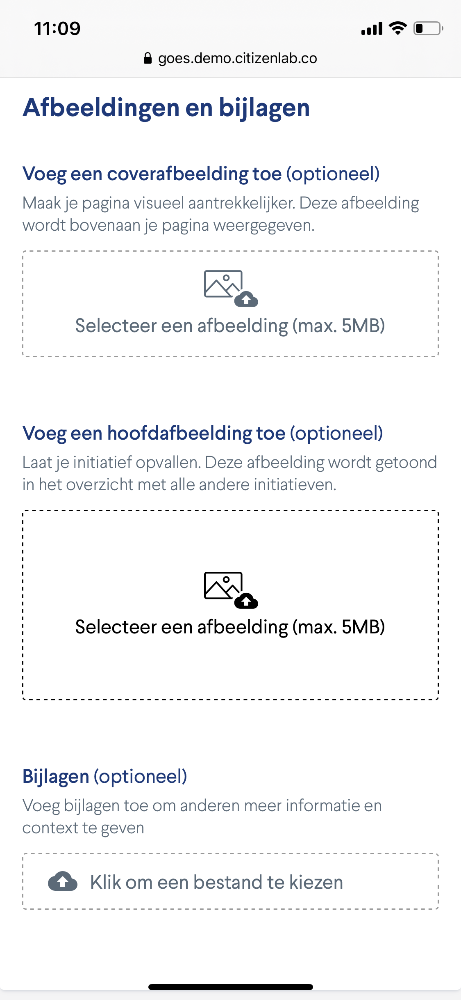 11:09
goes.demo.citizenlab.co
Afbeeldingen en bijlagen
Voeg een coverafbeelding toe (optioneel)
Maak je pagina visueel aantrekkelijker. Deze afbeelding
wordt bovenaan je pagina weergegeven.
Selecteer een afbeelding (max. 5MB)
Voeg een hoofdafbeelding toe (optioneel)
Laat je initiatief opvallen. Deze afbeelding wordt getoond
in het overzicht met alle andere initiatieven.
Selecteer een afbeelding (max. 5MB)
Bijlagen (optioneel)
Voeg bijlagen toe om anderen meer informatie en
context te geven
Klik om een bestand te kiezen